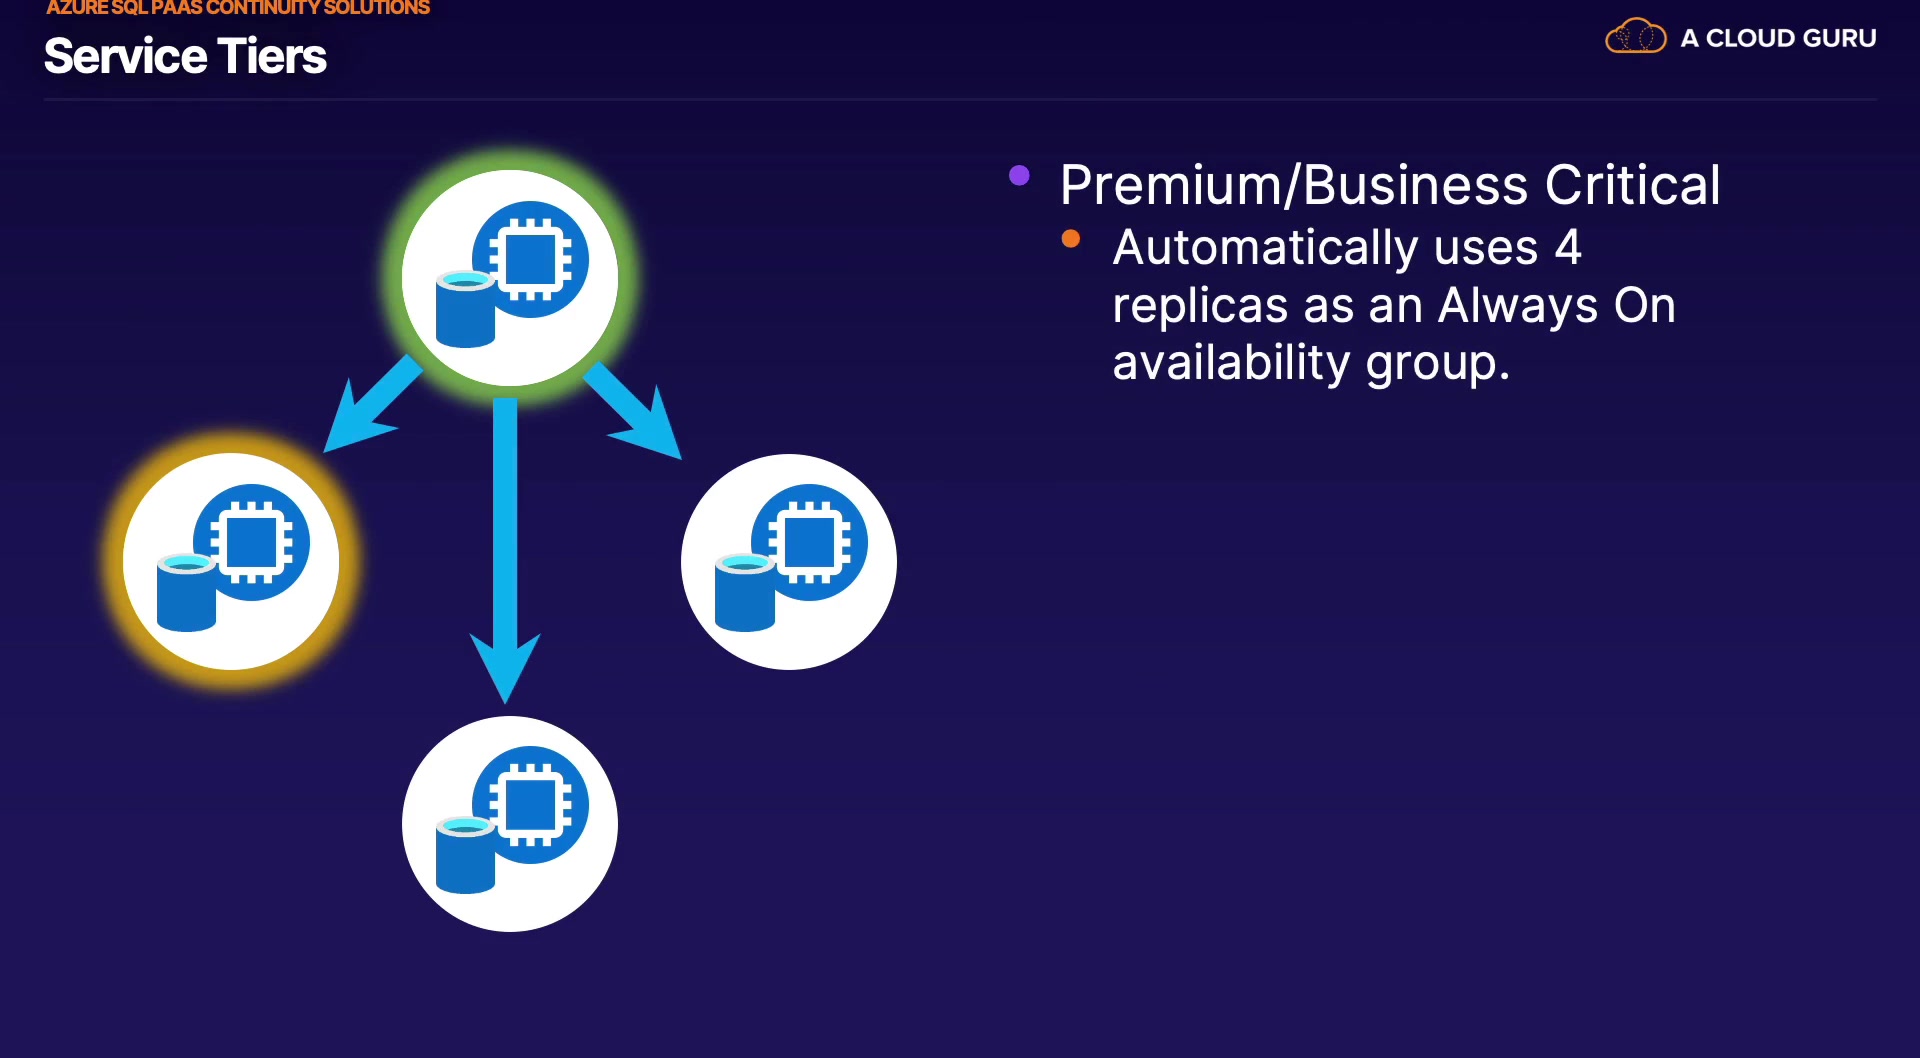 AZURE SQL PAAS CONTINUITY SOLUTIONS
Service Tiers
A CLOUD GURU
Premium/Business Critical
Automatically uses 4
replicas as an Always On
availability group.